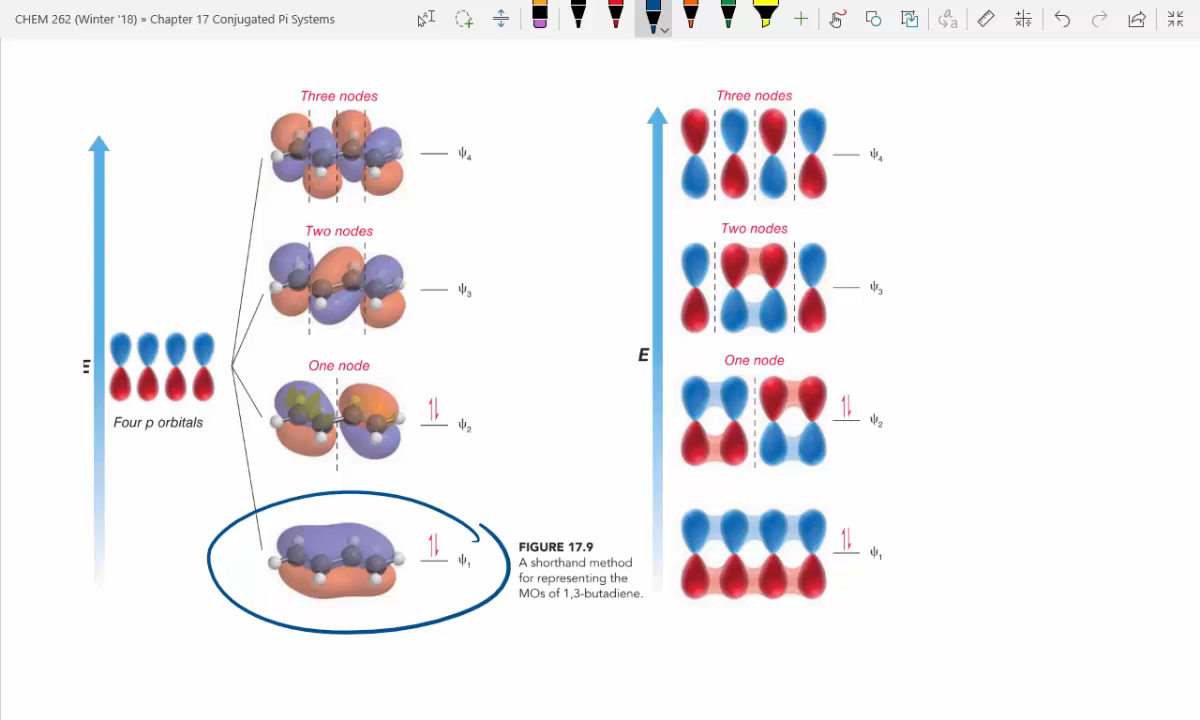 CHEM 262 (Winter '18) » Chapter 17 Conjugated Pi Systems
Three nodes
ψ4
Two nodes
ψ3
One node
ψ2
ψ1
E
Four p orbitals
FIGURE 17.9
A shorthand method
for representing the
MOs of 1,3-butadiene.
Three nodes
ψ4
Two nodes
ψ3
E
One node
ψ2
ψ1